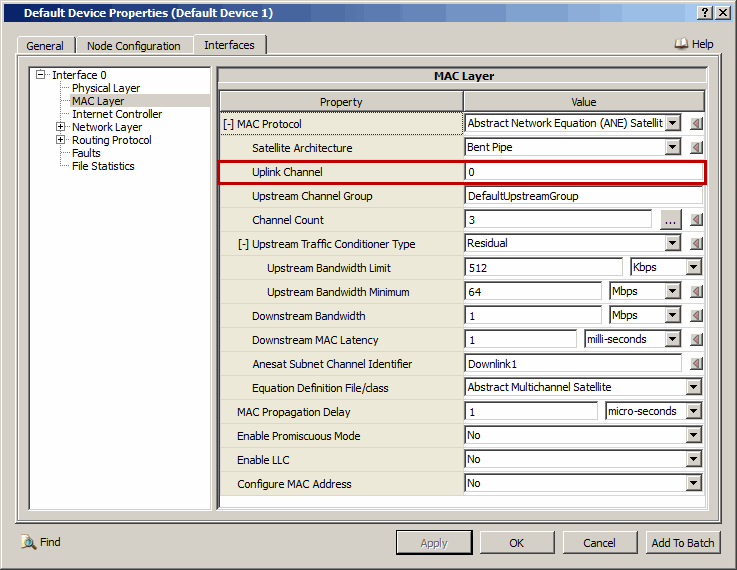 Default Device Properties (Default Device 1)
General
Node Configuration
Interfaces
Help
Interface 0
Physical Layer
MAC Layer
Internet Controller
Network Layer
Routing Protocol
Faults
File Statistics
MAC Layer
Property Value
[-] MAC Protocol Abstract Network Equation (ANE) Satellit
Satellite Architecture Bent Pipe
Uplink Channel 0
Upstream Channel Group DefaultUpstreamGroup
Channel Count 3 ...
[-] Upstream Traffic Conditioner Type Residual
Upstream Bandwidth Limit 512 Kbps
Upstream Bandwidth Minimum 64 Mbps
Downstream Bandwidth 1 Mbps
Downstream MAC Latency 1 milli-seconds
Anesat Subnet Channel Identifier Downlink1
Equation Definition File/class Abstract Multichannel Satellite
MAC Propagation Delay 1 micro-seconds
Enable Promiscuous Mode No
Enable LLC No
Configure MAC Address No
Find
Apply
OK
Cancel
Add To Batch